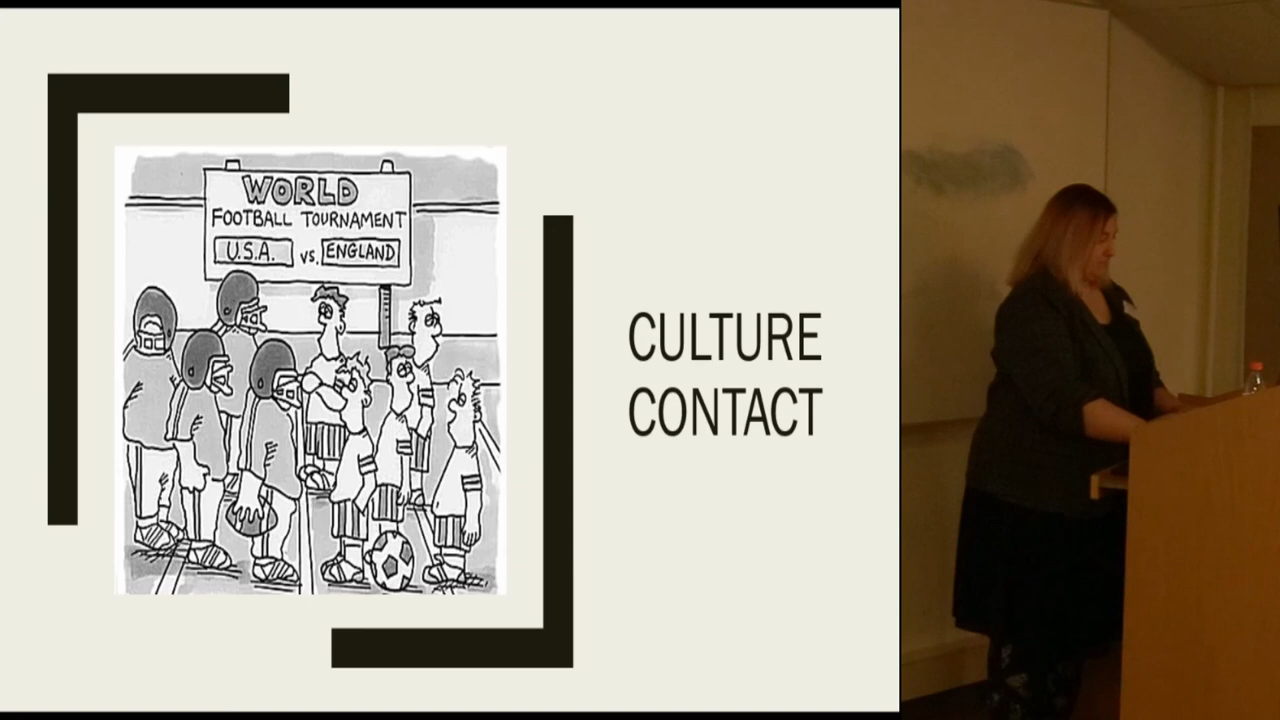 WORLD
FOOTBALL TOURNAMENT
U.S.A. VS. ENGLAND
CULTURE
CONTACT